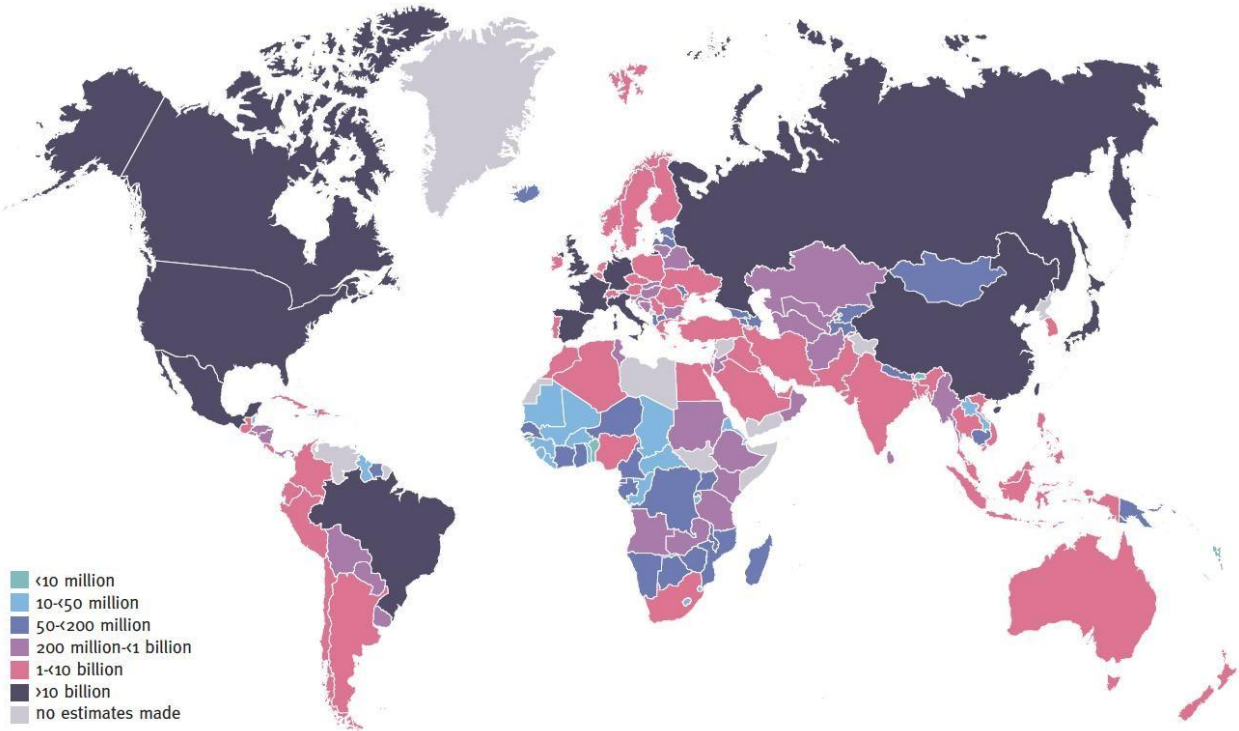 <10 million
10-<50 million
50-<200 million
200 million-<1 billion
1-<10 billion
>10 billion
no estimates made